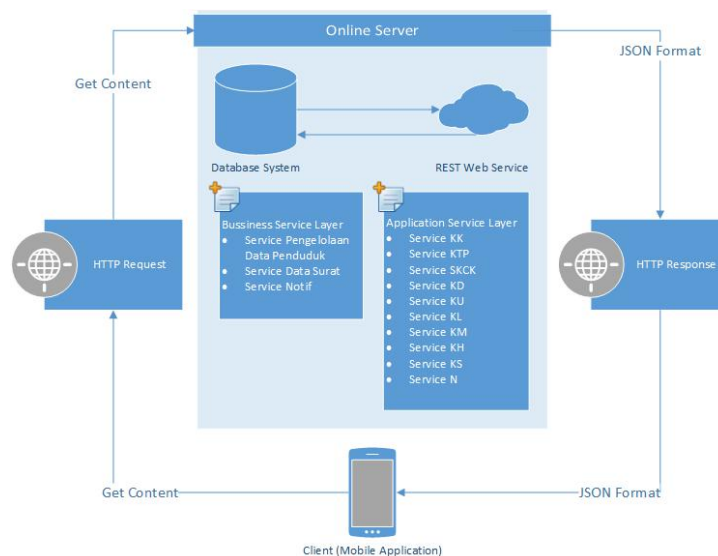 Online Server
JSON Format
Get Content
Database System
REST Web Service
Bussiness Service Layer
Service Pengelolaan
Data Penduduk
Service Data Surat
Service Notif
Application Service Layer
Service KK
Service KTP
Service SKCK
Service KD
Service KU
Service KL
Service KM
Service KH
Service KS
Service N
HTTP Request
HTTP Response
Get Content
JSON Format
Client (Mobile Application)